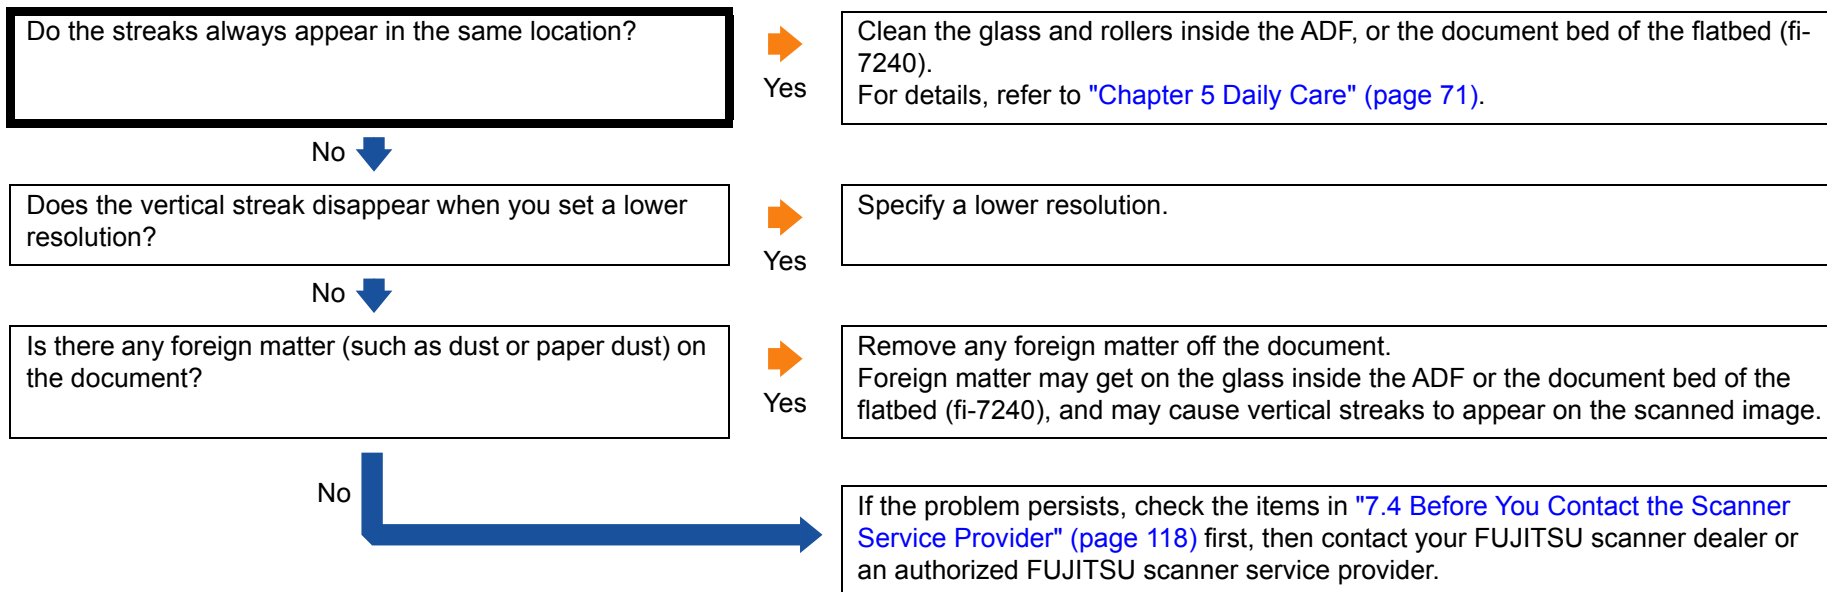 Do the streaks always appear in the same location?
Yes
Clean the glass and rollers inside the ADF, or the document bed of the flatbed (fi-
7240).
For details, refer to "Chapter 5 Daily Care" (page 71).
No
Does the vertical streak disappear when you set a lower
resolution?
Yes
Specify a lower resolution.
No
Is there any foreign matter (such as dust or paper dust) on
the document?
Yes
Remove any foreign matter off the document.
Foreign matter may get on the glass inside the ADF or the document bed of the
flatbed (fi-7240), and may cause vertical streaks to appear on the scanned image.
No
If the problem persists, check the items in "7.4 Before You Contact the Scanner
Service Provider" (page 118) first, then contact your FUJITSU scanner dealer or
an authorized FUJITSU scanner service provider.